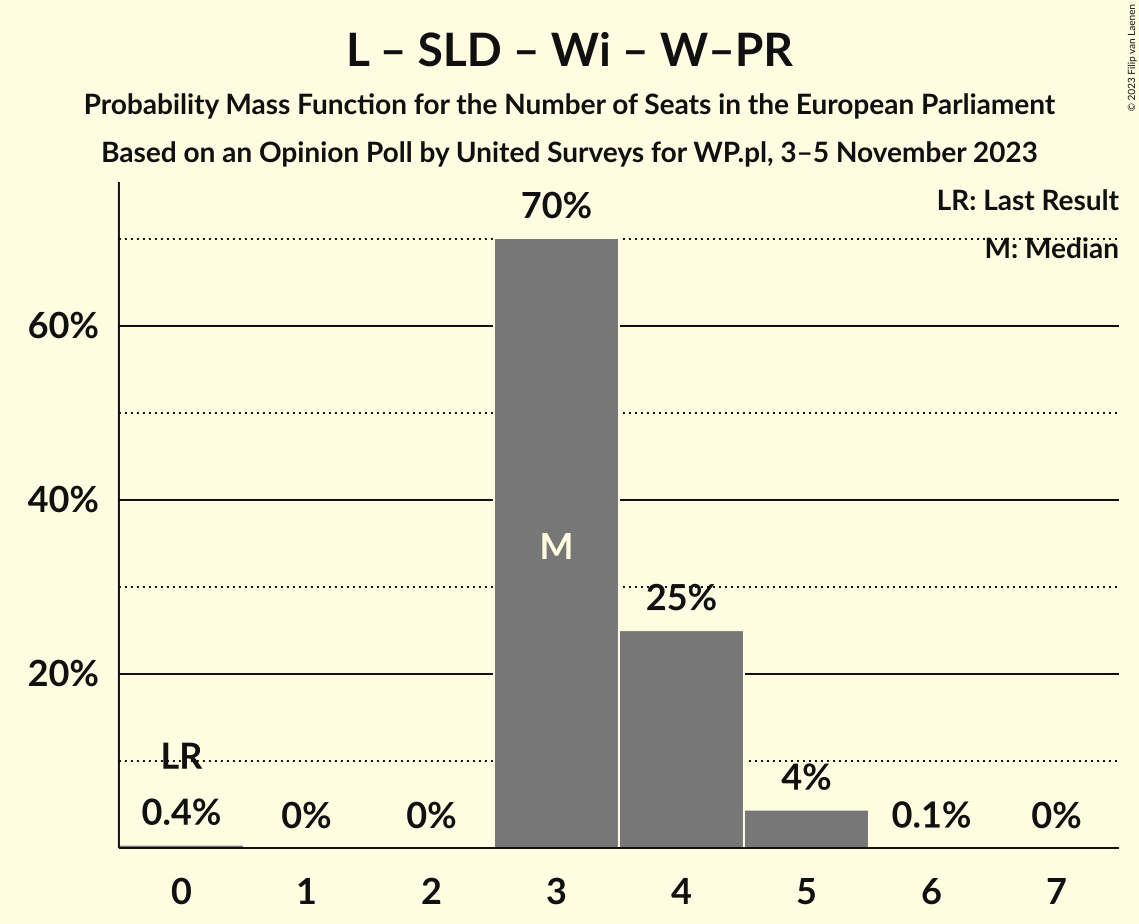 L – SLD – Wi – W–PR
Probability Mass Function for the Number of Seats in the European Parliament
Based on an Opinion Poll by United Surveys for WP.pl, 3–5 November 2023
© 2023 Filip van Laenen
LR: Last Result
M: Median
70%
60%
40%
M
25%
20%
LR
4%
0.4%
0%
0%
0.1%
0%
0 1 2 3 4 5 6 7